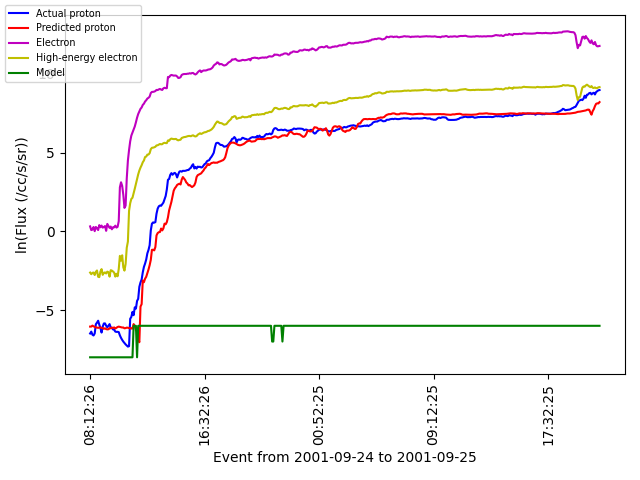 Actual proton
Predicted proton
Electron
High-energy electron
Model
5
0
−5
ln(Flux (/cc/s/sr))
08:12:26
16:32:26
00:52:25
09:12:25
17:32:25
Event from 2001-09-24 to 2001-09-25